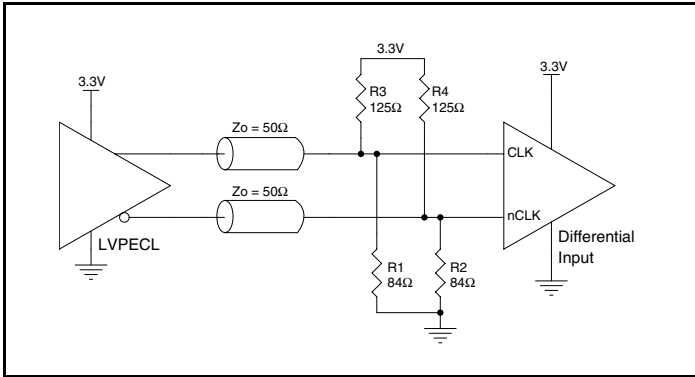 3.3V
3.3V
3.3V
R3
125Ω
R4
125Ω
Zo = 50Ω
CLK
Zo = 50Ω
nCLK
LVPECL
Differential
Input
R1
84Ω
R2
84Ω